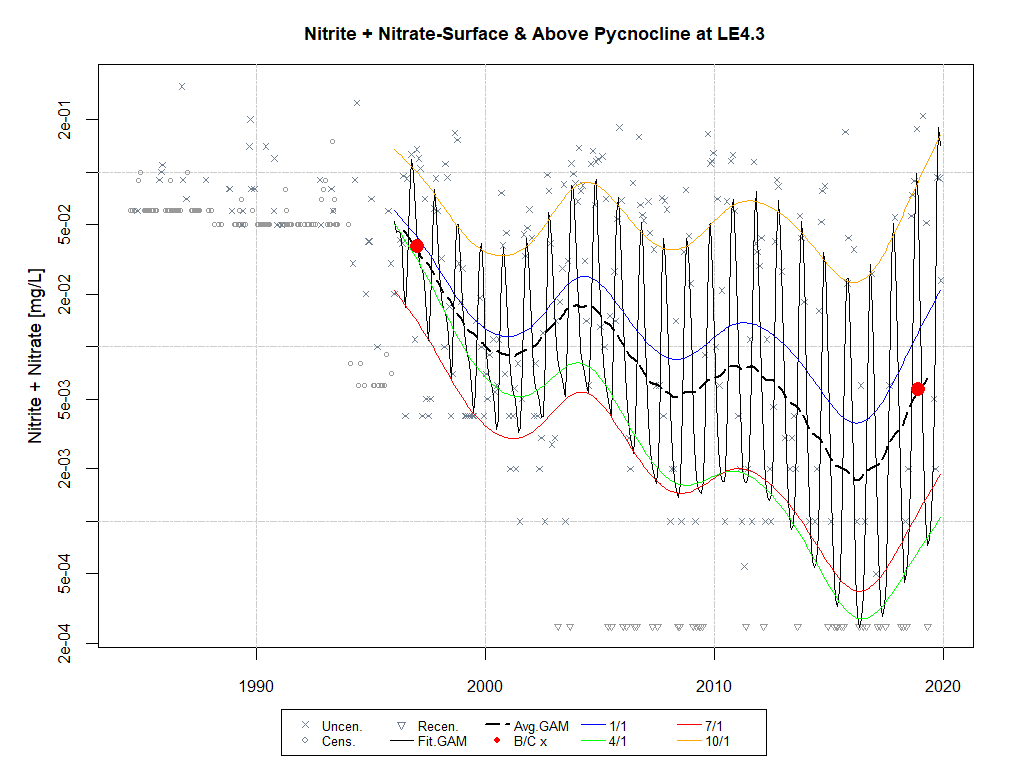 Nitrite + Nitrate-Surface & Above Pycnocline at LE4.3
Nitrite + Nitrate [mg/L]
2e-01
5e-02
2e-02
5e-03
2e-03
5e-04
2e-04
1990 2000 2010 2020
Uncen. Recen. Avg.GAM 1/1 7/1
Cens. Fit.GAM B/C x 4/1 10/1